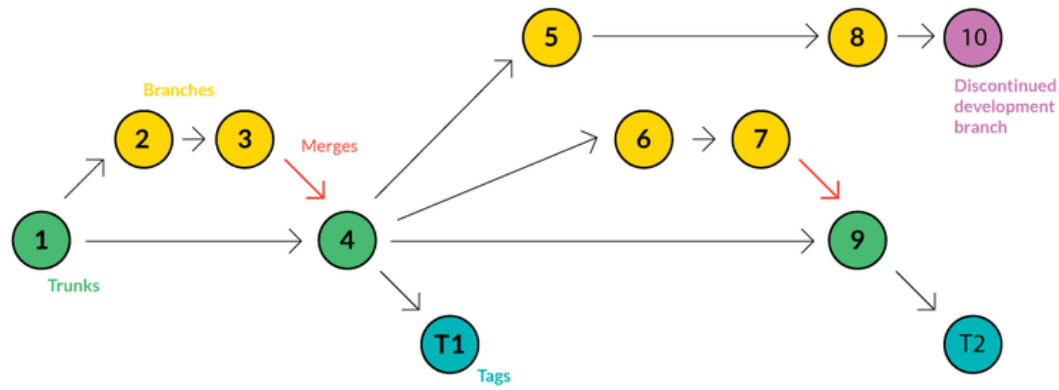 5
8
10
Branches
Discontinued
development
branch
2
3
Merges
6
7
1
4
9
Trunks
T1
T2
Tags